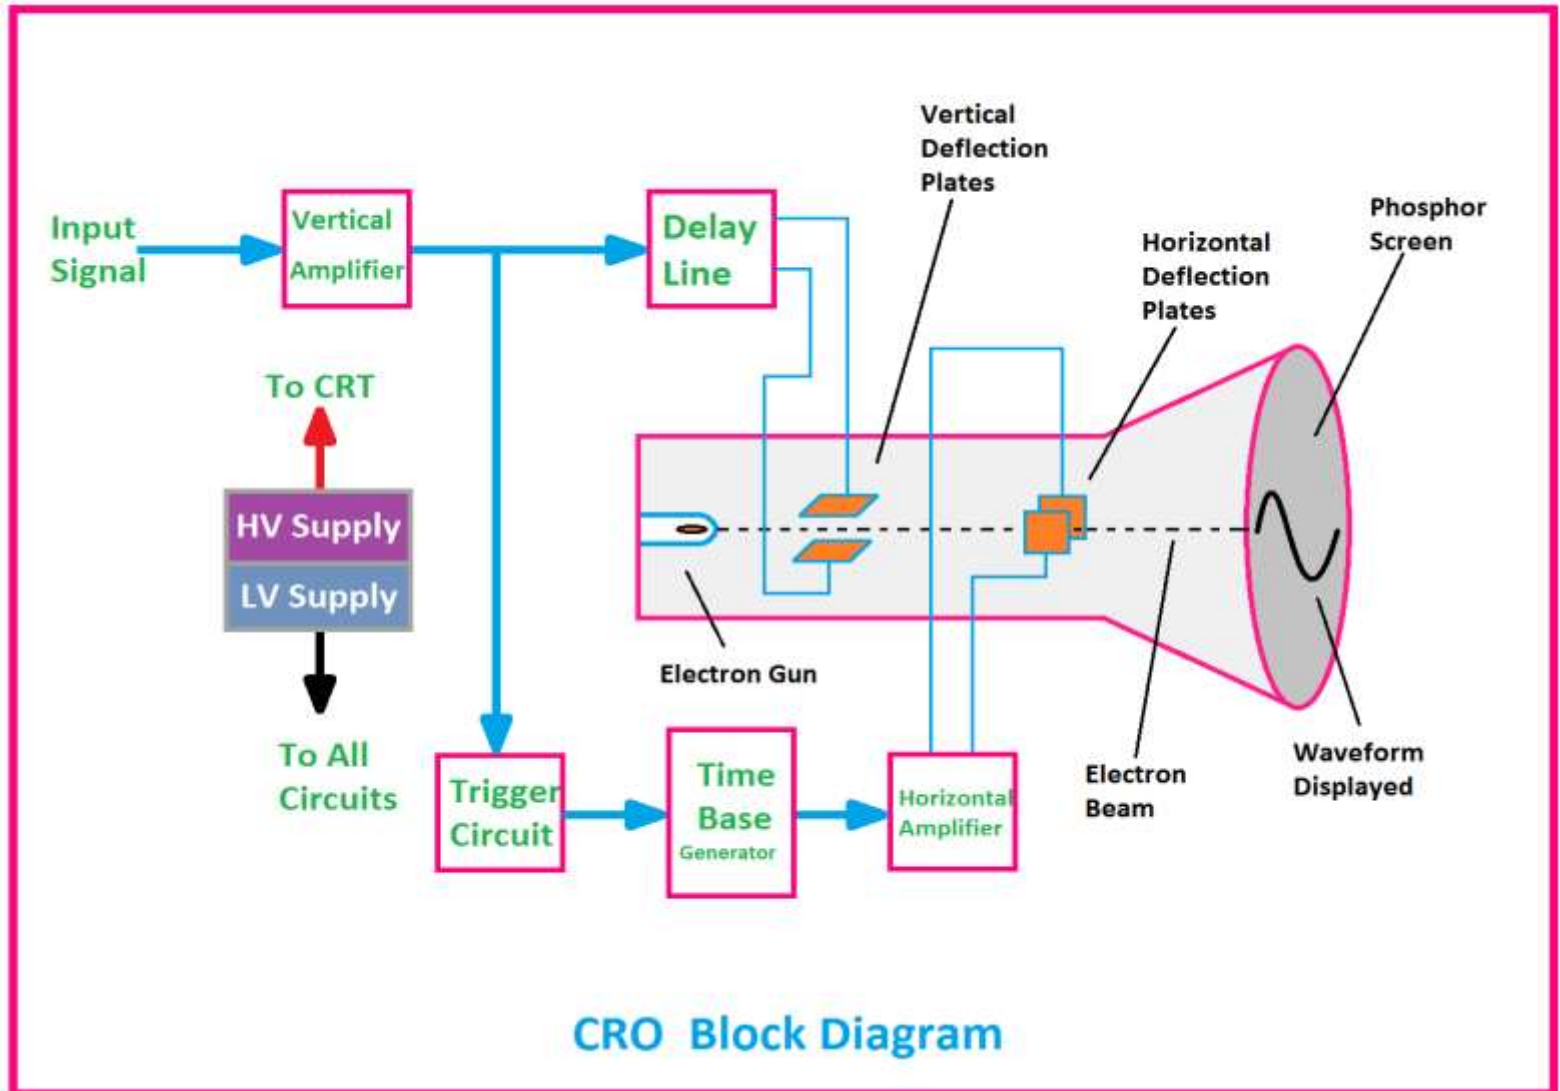 Vertical
Deflection
Plates
Input
Signal
Vertical
Amplifier
Delay
Line
Horizontal
Deflection
Plates
Phosphor
Screen
To CRT
HV Supply
LV Supply
Electron Gun
To All
Circuits
Trigger
Circuit
Time
Base
Generator
Horizontal
Amplifier
Electron
Beam
Waveform
Displayed
CRO Block Diagram